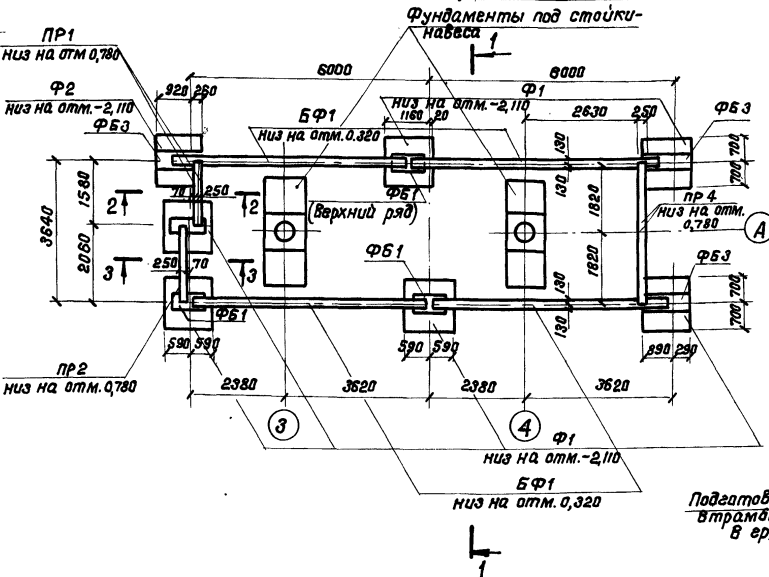 Фундаменты под стойки-
навеса
ПР1
низ на отм 0,780
1
6000
6000
Ф2
низ на отм.-2,110
920
260
Ф1
низ на отм.-2,110
БФ1
низ на отм.0.320
1160
20
2630
250
ФБ3
ФБ3
130
130
700
700
70
250
1580
2
2
ФБ1
(Верхний ряд)
1820
ПР4
низ на отм.
0,780
3640
А
2060
3
3
250
70
ФБ1
ФБ3
1820
130
130
700
700
ФБ1
590
590
590
590
890
290
ПР2
низ на отм.0,780
2380
3620
2380
3620
3
4
Ф1
низ на отм.-2,110
БФ1
низ на отм. 0,320
Подготов
втрамб
в гр
1